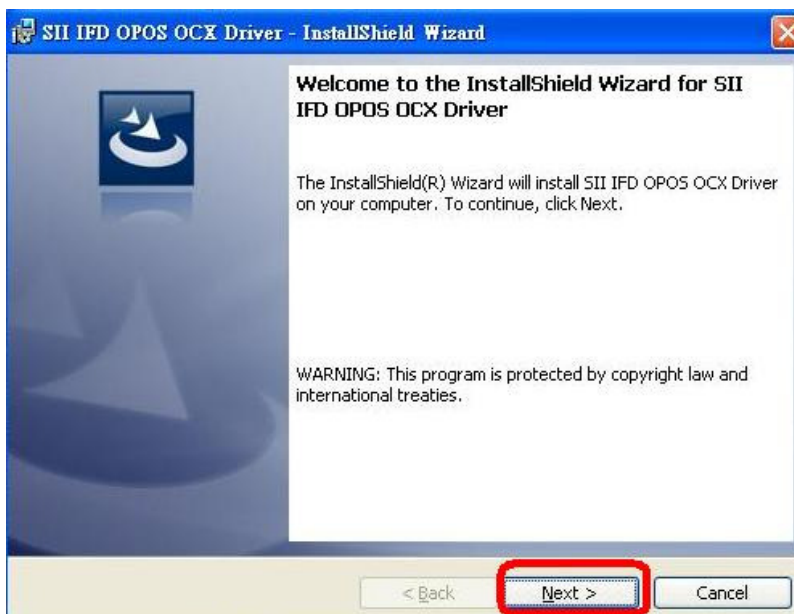 SII IFD OPOS OCX Driver - InstallShield Wizard
Welcome to the InstallShield Wizard for SII
IFD OPOS OCX Driver
The InstallShield(R) Wizard will install SII IFD OPOS OCX Driver
on your computer. To continue, click Next.
WARNING: This program is protected by copyright law and
international treaties.
< Back Next > Cancel